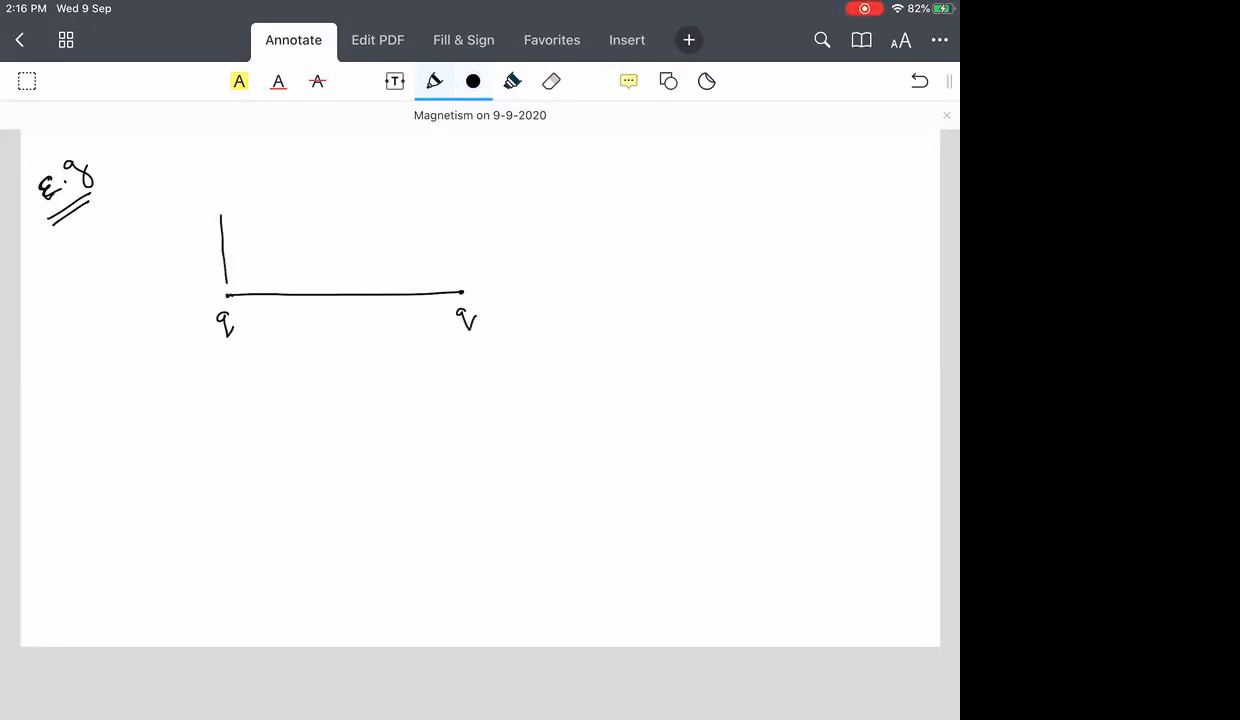 2:16 PM Wed 9 Sep 82%
Annotate Edit PDF Fill & Sign Favorites Insert
A A A T AA
Magnetism on 9-9-2020
E.g
q q